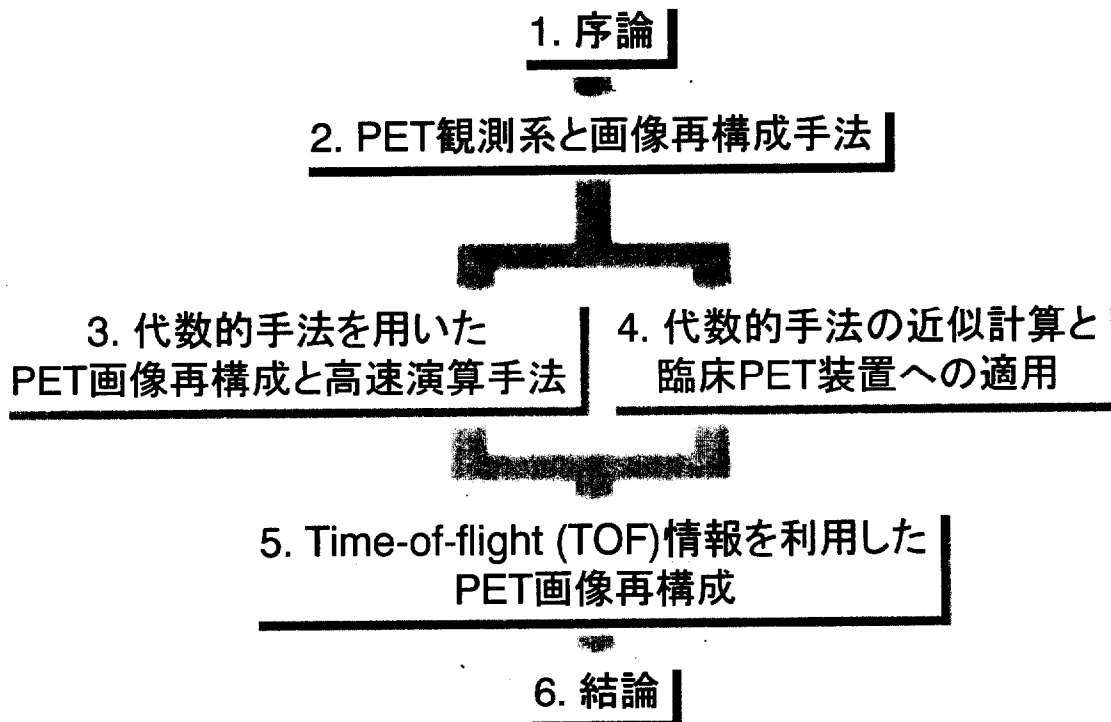 1. 序論
2. PET観測系と画像再構成手法
3. 代数的手法を用いた
PET画像再構成と高速演算手法
4. 代数的手法の近似計算と
臨床PET装置への適用
5. Time-of-flight (TOF)情報を利用した
PET画像再構成
6. 結論